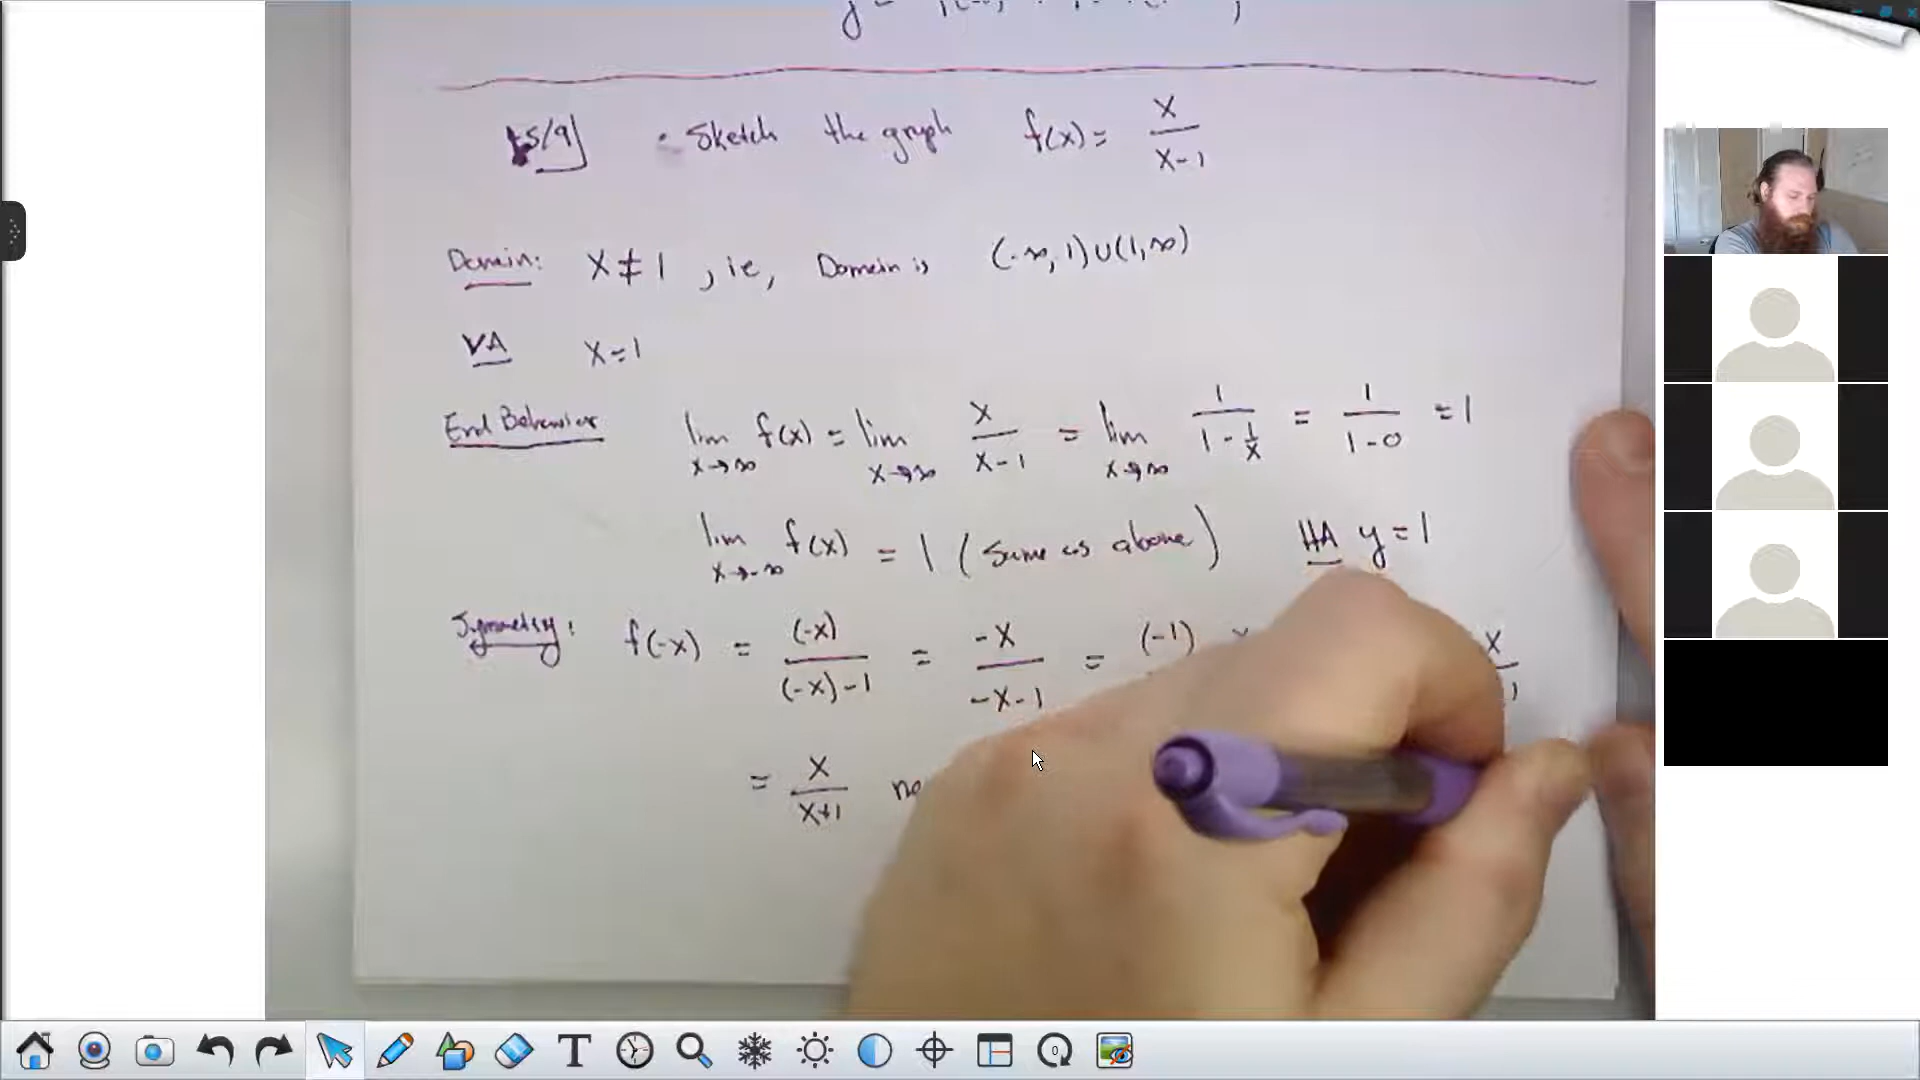 5/9] : Sketch the graph f(x) = x/(x-1)
Domain: x ≠ 1, ie, Domain is (-∞, 1) ∪ (1, ∞)
VA x = 1
End Behavior lim x→∞ f(x) = lim x→∞ x/(x-1) = lim x→∞ 1/(1 - 1/x) = 1/(1-0) = 1
lim x→-∞ f(x) = 1 (same as above) HA y = 1
Symmetry: f(-x) = (-x)/((-x)-1) = -x/(-x-1) = (-1)
= x/(x+1)
T
0